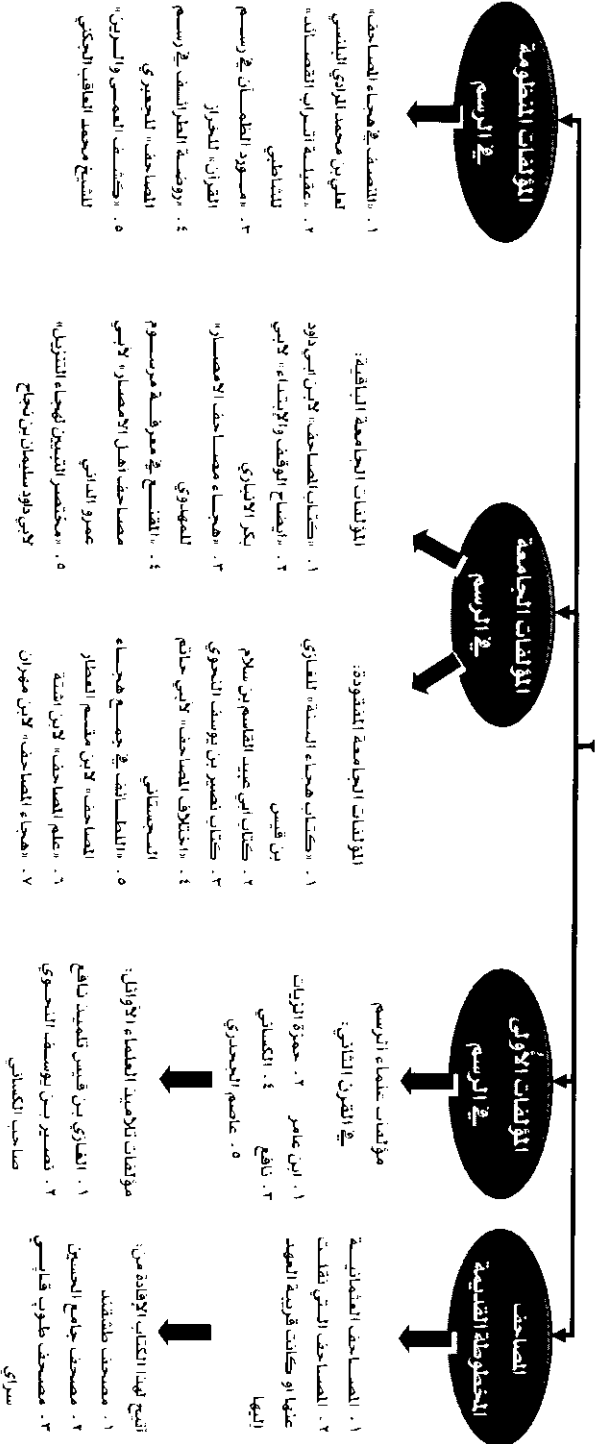 المصاحف
المخطوطة القديمة
١. المصاحف العثمانية
٢. المصاحف التي نقلت
عنها أو كانت قريبة العهد
إليها
أتيح لهذا الكتاب الإفادة من:
١. مصحف طشقند
٢. مصحف جامع الحسين
٣. مصحف طوب قابي
سراي
المؤلفات الأولى
في الرسم
مؤلفات علماء الرسم
في القرن الثاني:
١. ابن عامر ٢. حمزة الزيات
٣. نافع ٤. الكسائي
٥. عاصم الجحدري
مؤلفات تلاميذ العلماء الأوائل:
١. الغازي بن قيس تلميذ نافع
٢. نصير بن يوسف النحوي
صاحب الكسائي
المؤلفات الجامعة
في الرسم
المؤلفات الجامعة المفقودة:
١. «كتاب هجاء السنة» للغازي
بن قيس
٢. كتاب أبي عبيد القاسم بن سلام
٣. كتاب نصير بن يوسف النحوي
٤. «اختلاف المصاحف» لأبي حاتم
السجستاني
٥. «اللطائف في جمع هجاء
المصاحف» لابن مقسم العطار
٦. «علم المصاحف» لابن اشتة
٧. «هجاء المصاحف» لابن مهران
المؤلفات الجامعة الباقية:
١. «كتاب المصاحف» لابن أبي داود
٢. «إيضاح الوقف والابتداء» لأبي
بكر الأنباري
٣. «هجاء مصاحف الأمصار»
للمهدوي
٤. «المقنع في معرفة مرسوم
مصاحف أهل الأمصار» لأبي
عمرو الداني
٥. «مختصر التبيين لهجاء التنزيل»
لأبي داود سليمان بن نجاح
المؤلفات المنظومة
في الرسم
١. «المنصف في هجاء المصاحف»
لعلي بن محمد المرادي البلنسي
٢. «عقيلة أتراب القصائد»
للشاطبي
٣. «مورد الظمآن في رسم
القرآن» للخراز
٤. «روضة الطرائف في رسم
المصاحف» للجعبري
٥. «كشف العمى والرين»
للشيخ محمد العاقب الجكني